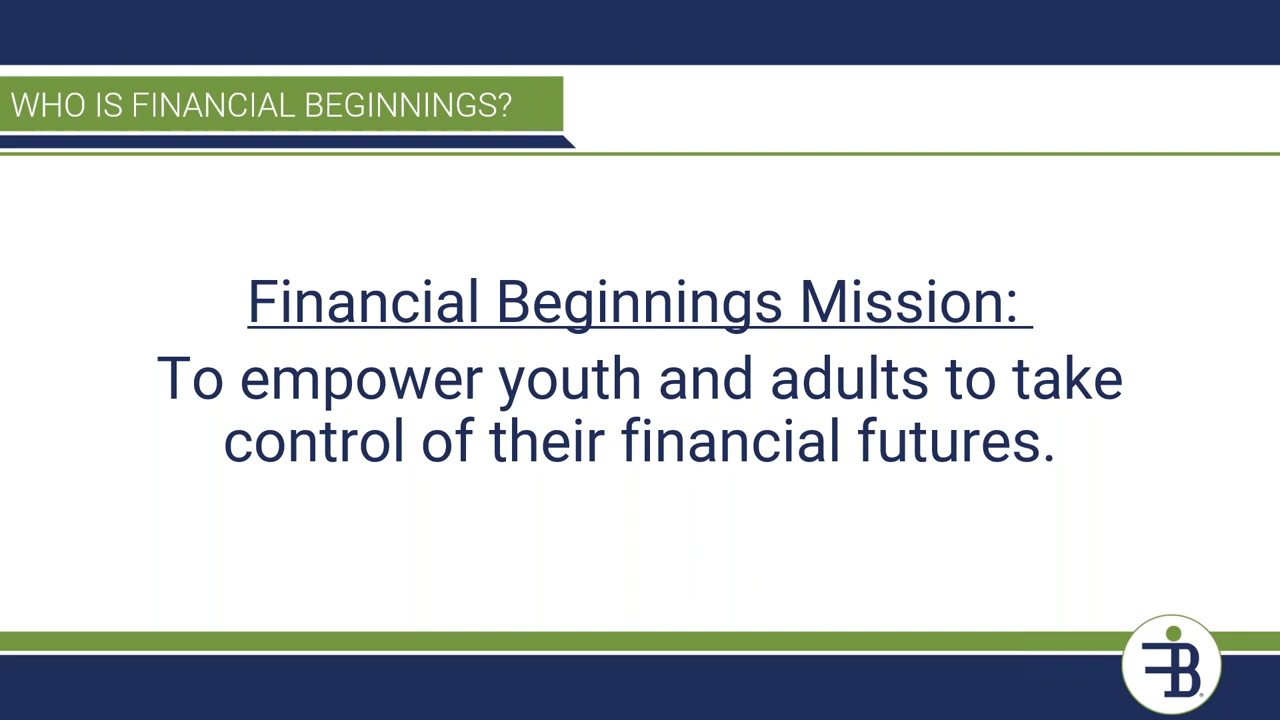 WHO IS FINANCIAL BEGINNINGS?
Financial Beginnings Mission:
To empower youth and adults to take
control of their financial futures.
FB®